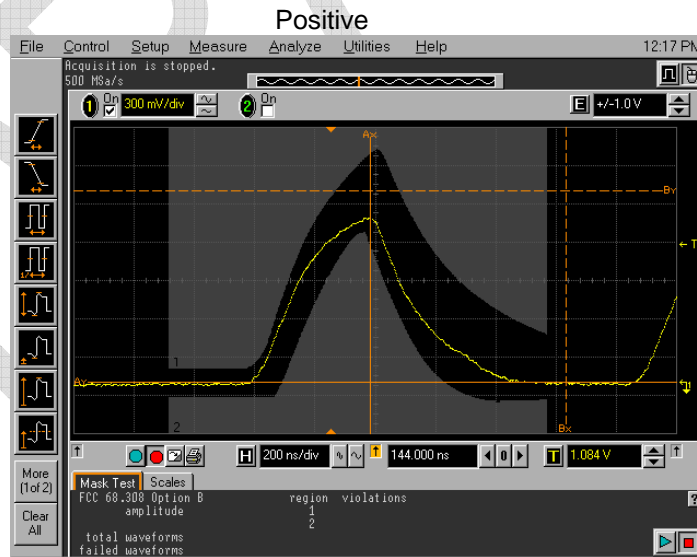 Positive
File Control Setup Measure Analyze Utilities Help 12:17 PM
Acquisition is stopped.
500 MSa/s
1 On 300 mV/div 2 On E +/-1.0 V
Ax
By
T
1
Ay
2
Bx
H 200 ns/div 144.000 ns 0 T 1.084 V
More
(1of 2)
Clear
All
Mask Test Scales
FCC 68.308 Option B region violations
amplitude 1
2
total waveforms
failed waveforms
?